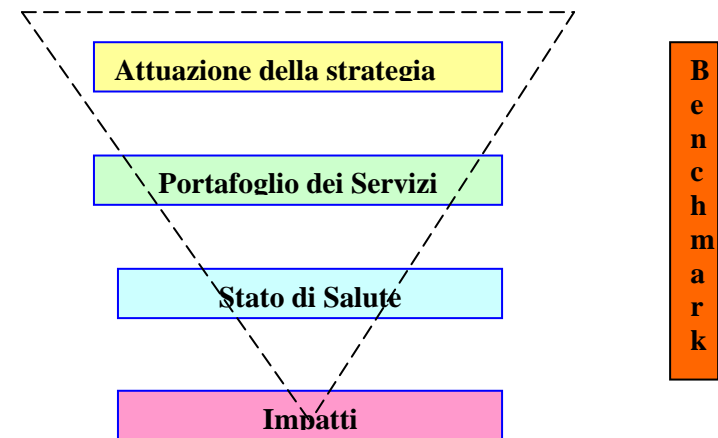 Attuazione della strategia
Portafoglio dei Servizi
Stato di Salute
Impatti
B
e
n
c
h
m
a
r
k